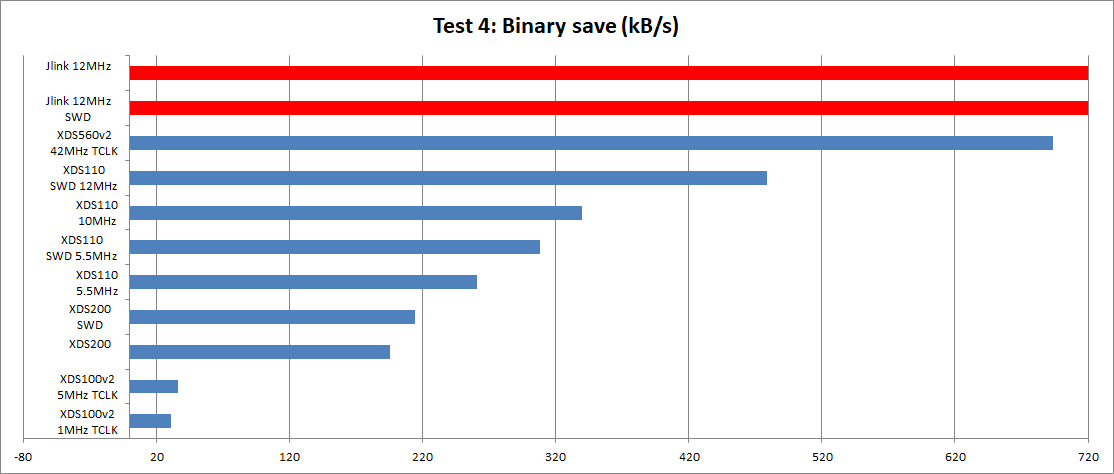 Test 4: Binary save (kB/s)
Jlink 12MHz
Jlink 12MHz
SWD
XDS560v2
42MHz TCLK
XDS110
SWD 12MHz
XDS110
10MHz
XDS110
SWD 5.5MHz
XDS110
5.5MHz
XDS200
SWD
XDS200
XDS100v2
5MHz TCLK
XDS100v2
1MHz TCLK
-80 20 120 220 320 420 520 620 720